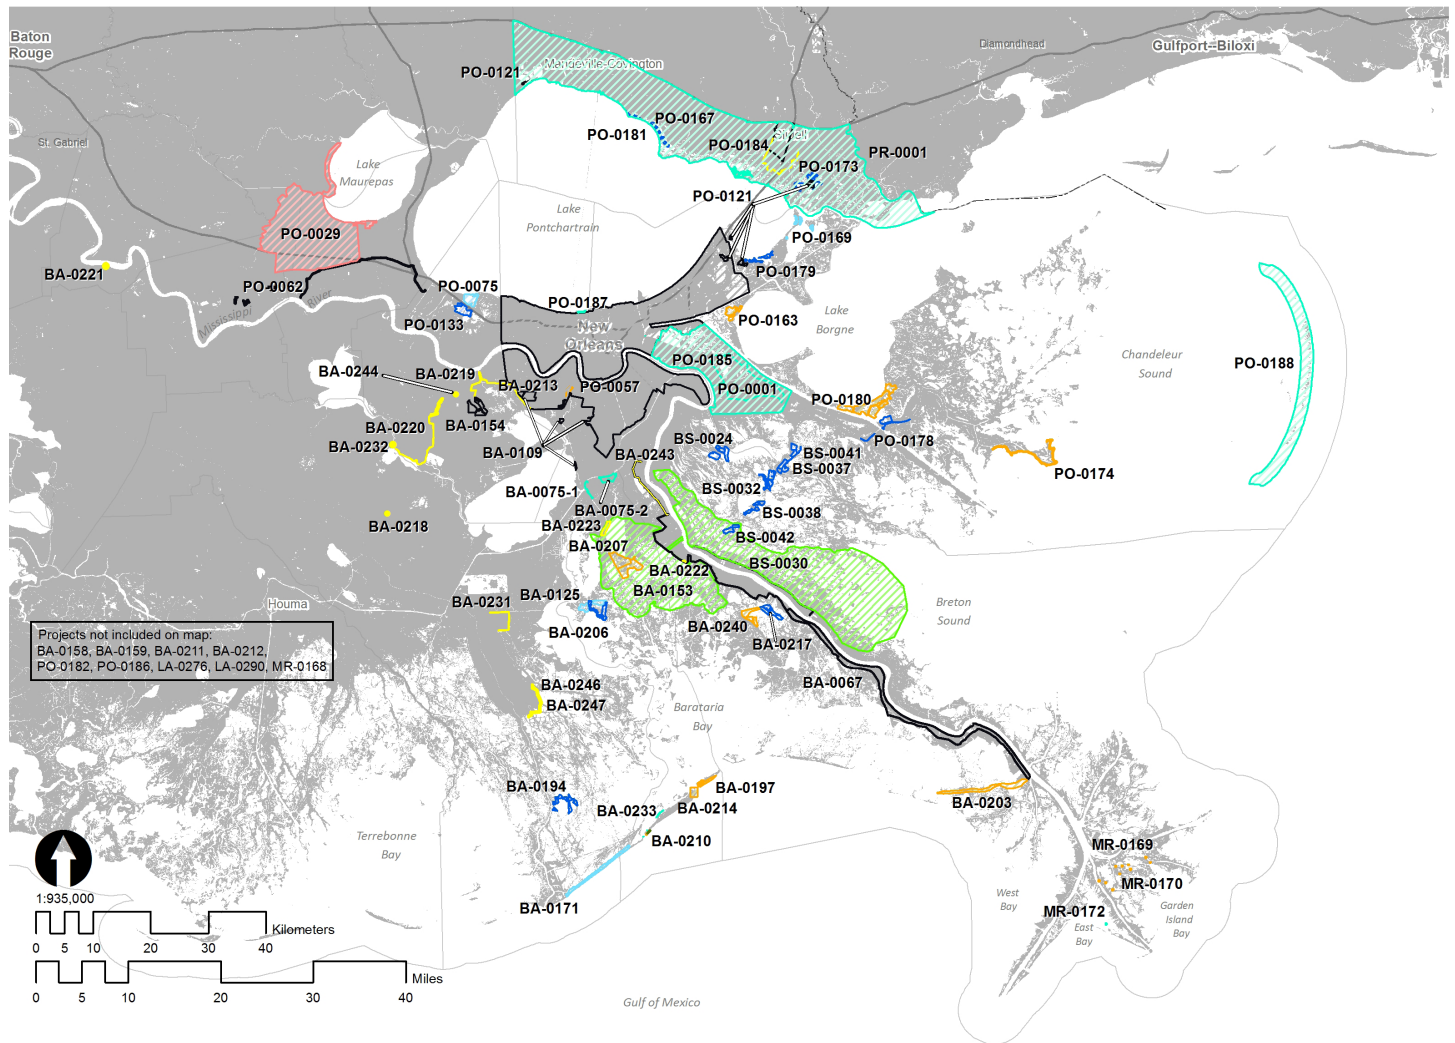 Baton
Rouge
Diamondhead
Gulfport--Biloxi
Mandeville-Covington
PO-0121
PO-0167
PO-0181
Slidell
PO-0184
PR-0001
PO-0173
St. Gabriel
Lake
Maurepas
PO-0121
Lake
Pontchartrain
PO-0029
PO-0169
BA-0221
PO-0179
PO-0062
PO-0075
PO-0187
Mississippi
River
PO-0133
PO-0163
Lake
Borgne
New
Orleans
Chandeleur
Sound
PO-0185
PO-0188
BA-0244
BA-0219
BA-0213
PO-0057
PO-0001
PO-0180
BA-0220
BA-0154
BA-0232
BA-0109
BA-0243
BS-0024
PO-0178
BS-0041
BS-0037
PO-0174
BA-0075-1
BS-0032
BA-0075-2
BS-0038
BA-0218
BA-0223
BS-0042
BA-0207
BS-0030
BA-0222
BA-0153
BA-0125
BA-0231
Houma
BA-0206
BA-0240
BA-0217
Breton
Sound
Projects not included on map:
BA-0158, BA-0159, BA-0211, BA-0212,
PO-0182, PO-0186, LA-0276, LA-0290, MR-0168
BA-0067
BA-0246
BA-0247
Barataria
Bay
BA-0194
BA-0197
BA-0214
BA-0233
BA-0203
BA-0210
Terrebonne
Bay
MR-0169
MR-0170
West
Bay
MR-0172
Garden
Island
Bay
East
Bay
BA-0171
1:935,000
Kilometers
0 5 10 20 30 40
Miles
0 5 10 20 30 40
Gulf of Mexico